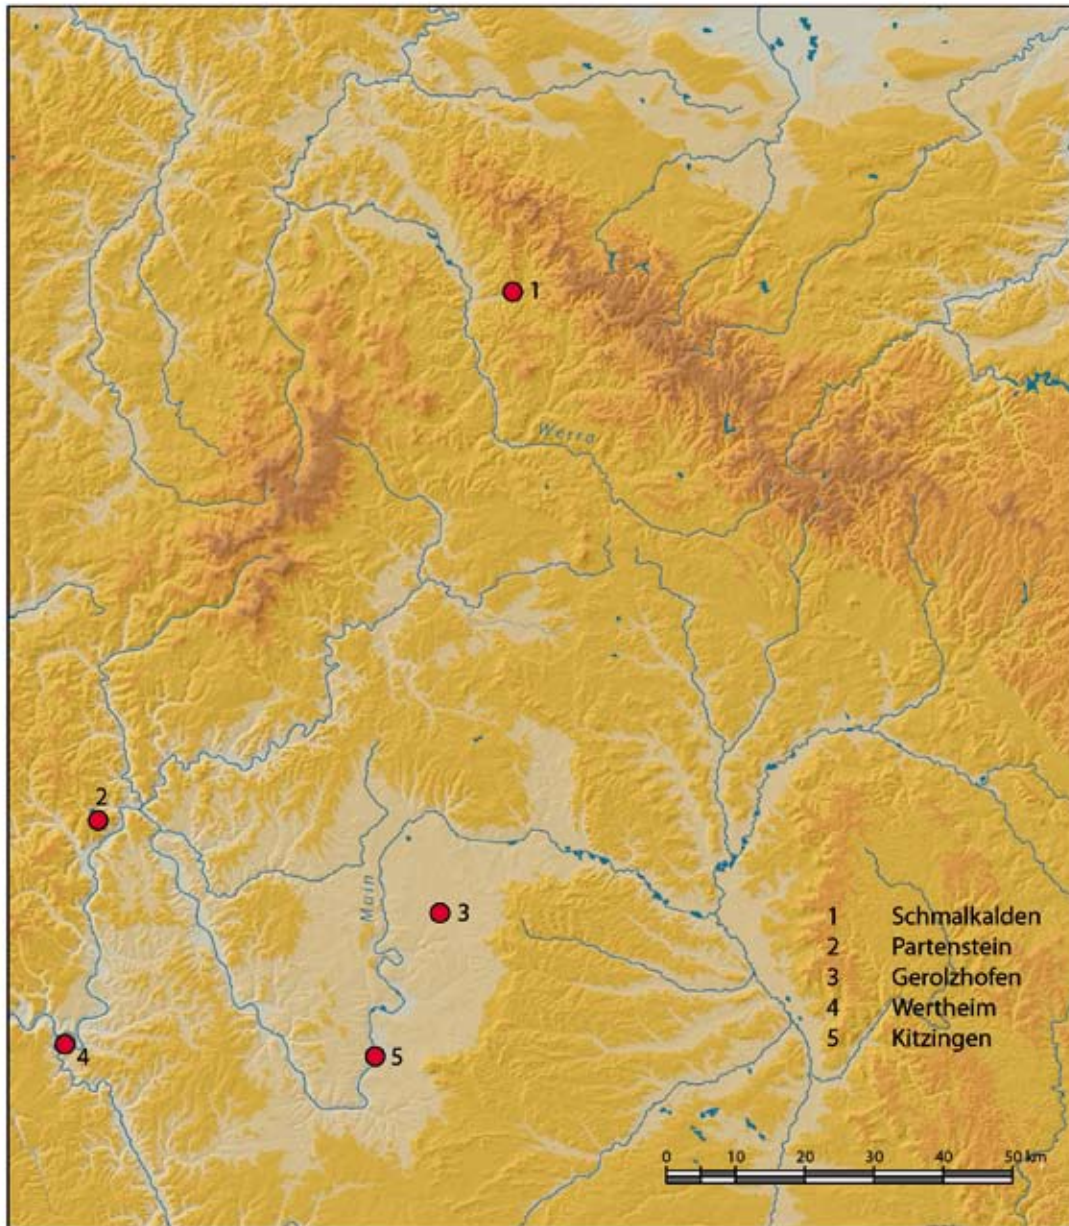 1
Werra
2
Main
3
1 Schmalkalden
2 Partenstein
3 Gerolzhofen
4 Wertheim
5 Kitzingen
4
5
0 10 20 30 40 50 km